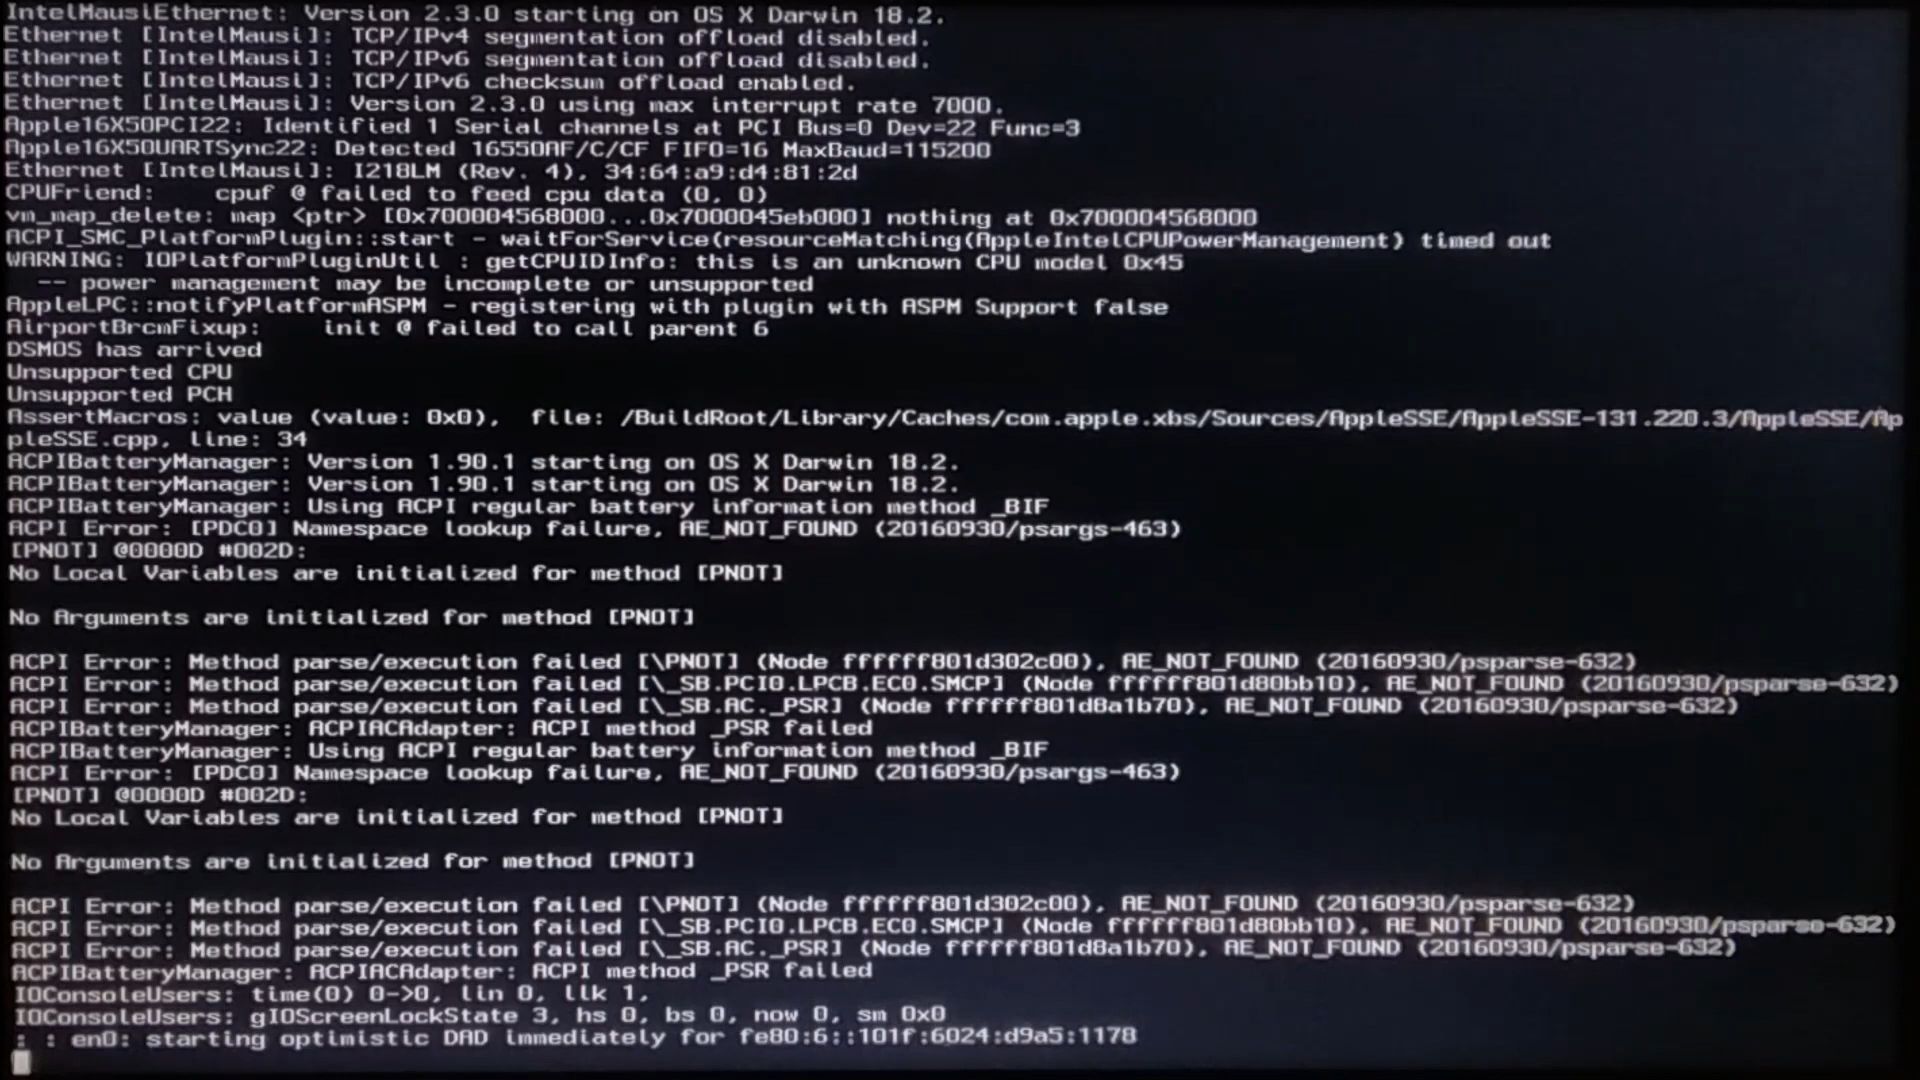 IntelMausiEthernet: Version 2.3.0 starting on OS X Darwin 18.2.
Ethernet [IntelMausi]: TCP/IPv4 segmentation offload disabled.
Ethernet [IntelMausi]: TCP/IPv6 segmentation offload disabled.
Ethernet [IntelMausi]: TCP/IPv6 checksum offload enabled.
Ethernet [IntelMausi]: Version 2.3.0 using max interrupt rate 7000.
Apple16X50PCI22: Identified 1 Serial channels at PCI Bus=0 Dev=22 Func=3
Apple16X50UARTSync22: Detected 16550AF/C/CF FIFO=16 MaxBaud=115200
Ethernet [IntelMausi]: I218LM (Rev. 4), 34:64:a9:d4:81:2d
CPUFriend:    cpuf @ failed to feed cpu data (0, 0)
vm_map_delete: map <ptr> [0x700004568000...0x7000045eb000] nothing at 0x700004568000
ACPI_SMC_PlatformPlugin::start - waitForService(resourceMatching(AppleIntelCPUPowerManagement) timed out
WARNING: IOPlatformPluginUtil : getCPUIDInfo: this is an unknown CPU model 0x45
  -- power management may be incomplete or unsupported
AppleLPC::notifyPlatformASPM - registering with plugin with ASPM Support false
AirportBrcmFixup:    init @ failed to call parent 6
DSMOS has arrived
Unsupported CPU
Unsupported PCH
AssertMacros: value (value: 0x0),  file: /BuildRoot/Library/Caches/com.apple.xbs/Sources/AppleSSE/AppleSSE-131.220.3/AppleSSE/Ap
pleSSE.cpp, line: 34
ACPIBatteryManager: Version 1.90.1 starting on OS X Darwin 18.2.
ACPIBatteryManager: Version 1.90.1 starting on OS X Darwin 18.2.
ACPIBatteryManager: Using ACPI regular battery information method _BIF
ACPI Error: [PDC0] Namespace lookup failure, AE_NOT_FOUND (20160930/psargs-463)
[PNOT] @0000D #002D:
No Local Variables are initialized for method [PNOT]
No Arguments are initialized for method [PNOT]
ACPI Error: Method parse/execution failed [\PNOT] (Node ffffff801d302c00), AE_NOT_FOUND (20160930/psparse-632)
ACPI Error: Method parse/execution failed [\_SB.PCI0.LPCB.EC0.SMCP] (Node ffffff801d80bb10), AE_NOT_FOUND (20160930/psparse-632)
ACPI Error: Method parse/execution failed [\_SB.AC._PSR] (Node ffffff801d8a1b70), AE_NOT_FOUND (20160930/psparse-632)
ACPIBatteryManager: ACPIACAdapter: ACPI method _PSR failed
ACPIBatteryManager: Using ACPI regular battery information method _BIF
ACPI Error: [PDC0] Namespace lookup failure, AE_NOT_FOUND (20160930/psargs-463)
[PNOT] @0000D #002D:
No Local Variables are initialized for method [PNOT]
No Arguments are initialized for method [PNOT]
ACPI Error: Method parse/execution failed [\PNOT] (Node ffffff801d302c00), AE_NOT_FOUND (20160930/psparse-632)
ACPI Error: Method parse/execution failed [\_SB.PCI0.LPCB.EC0.SMCP] (Node ffffff801d80bb10), AE_NOT_FOUND (20160930/psparse-632)
ACPI Error: Method parse/execution failed [\_SB.AC._PSR] (Node ffffff801d8a1b70), AE_NOT_FOUND (20160930/psparse-632)
ACPIBatteryManager: ACPIACAdapter: ACPI method _PSR failed
IOConsoleUsers: time(0) 0->0, lin 0, llk 1,
IOConsoleUsers: gIOScreenLockState 3, hs 0, bs 0, now 0, sm 0x0
: : en0: starting optimistic DAD immediately for fe80:6::101f:6024:d9a5:1178